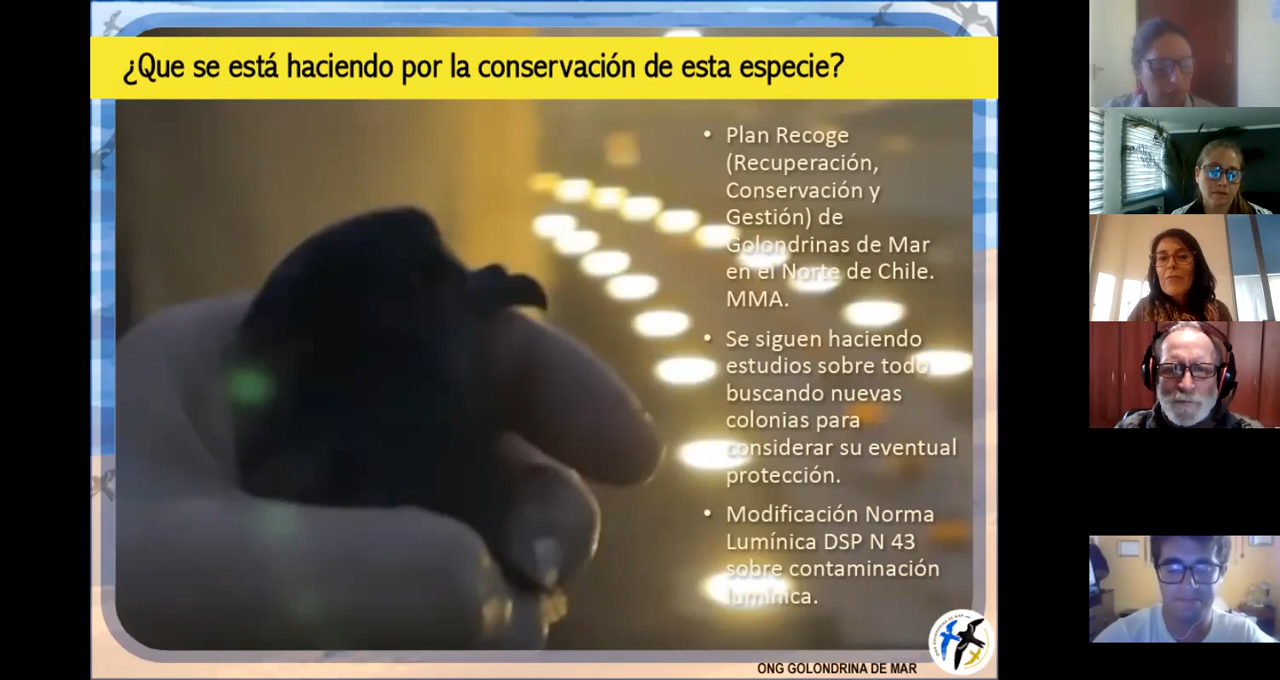 ¿Que se está haciendo por la conservación de esta especie?
• Plan Recoge
(Recuperación,
Conservación y
Gestión) de
Golondrinas de Mar
en el Norte de Chile.
MMA.
• Se siguen haciendo
estudios sobre todo
buscando nuevas
colonias para
considerar su eventual
protección.
• Modificación Norma
Lumínica DSP N 43
sobre contaminación
lumínica.
ONG GOLONDRINA DE MAR